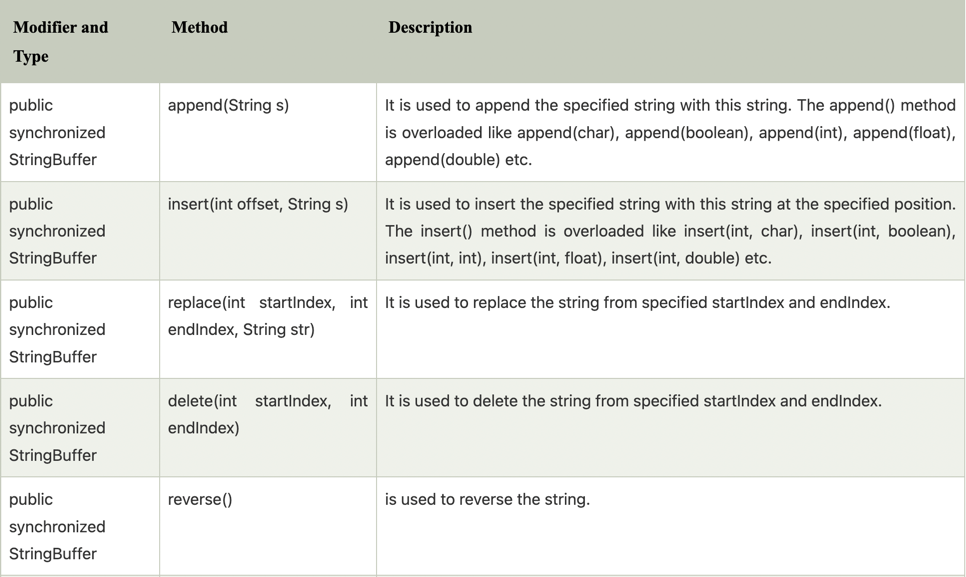 Modifier and Type
Method
Description
public
synchronized
StringBuffer
append(String s)
It is used to append the specified string with this string. The append() method
is overloaded like append(char), append(boolean), append(int), append(float),
append(double) etc.
public
synchronized
StringBuffer
insert(int offset, String s)
It is used to insert the specified string with this string at the specified position.
The insert() method is overloaded like insert(int, char), insert(int, boolean),
insert(int, int), insert(int, float), insert(int, double) etc.
public
synchronized
StringBuffer
replace(int startIndex, int
endIndex, String str)
It is used to replace the string from specified startIndex and endIndex.
public
synchronized
StringBuffer
delete(int startIndex, int
endIndex)
It is used to delete the string from specified startIndex and endIndex.
public
synchronized
StringBuffer
reverse()
is used to reverse the string.